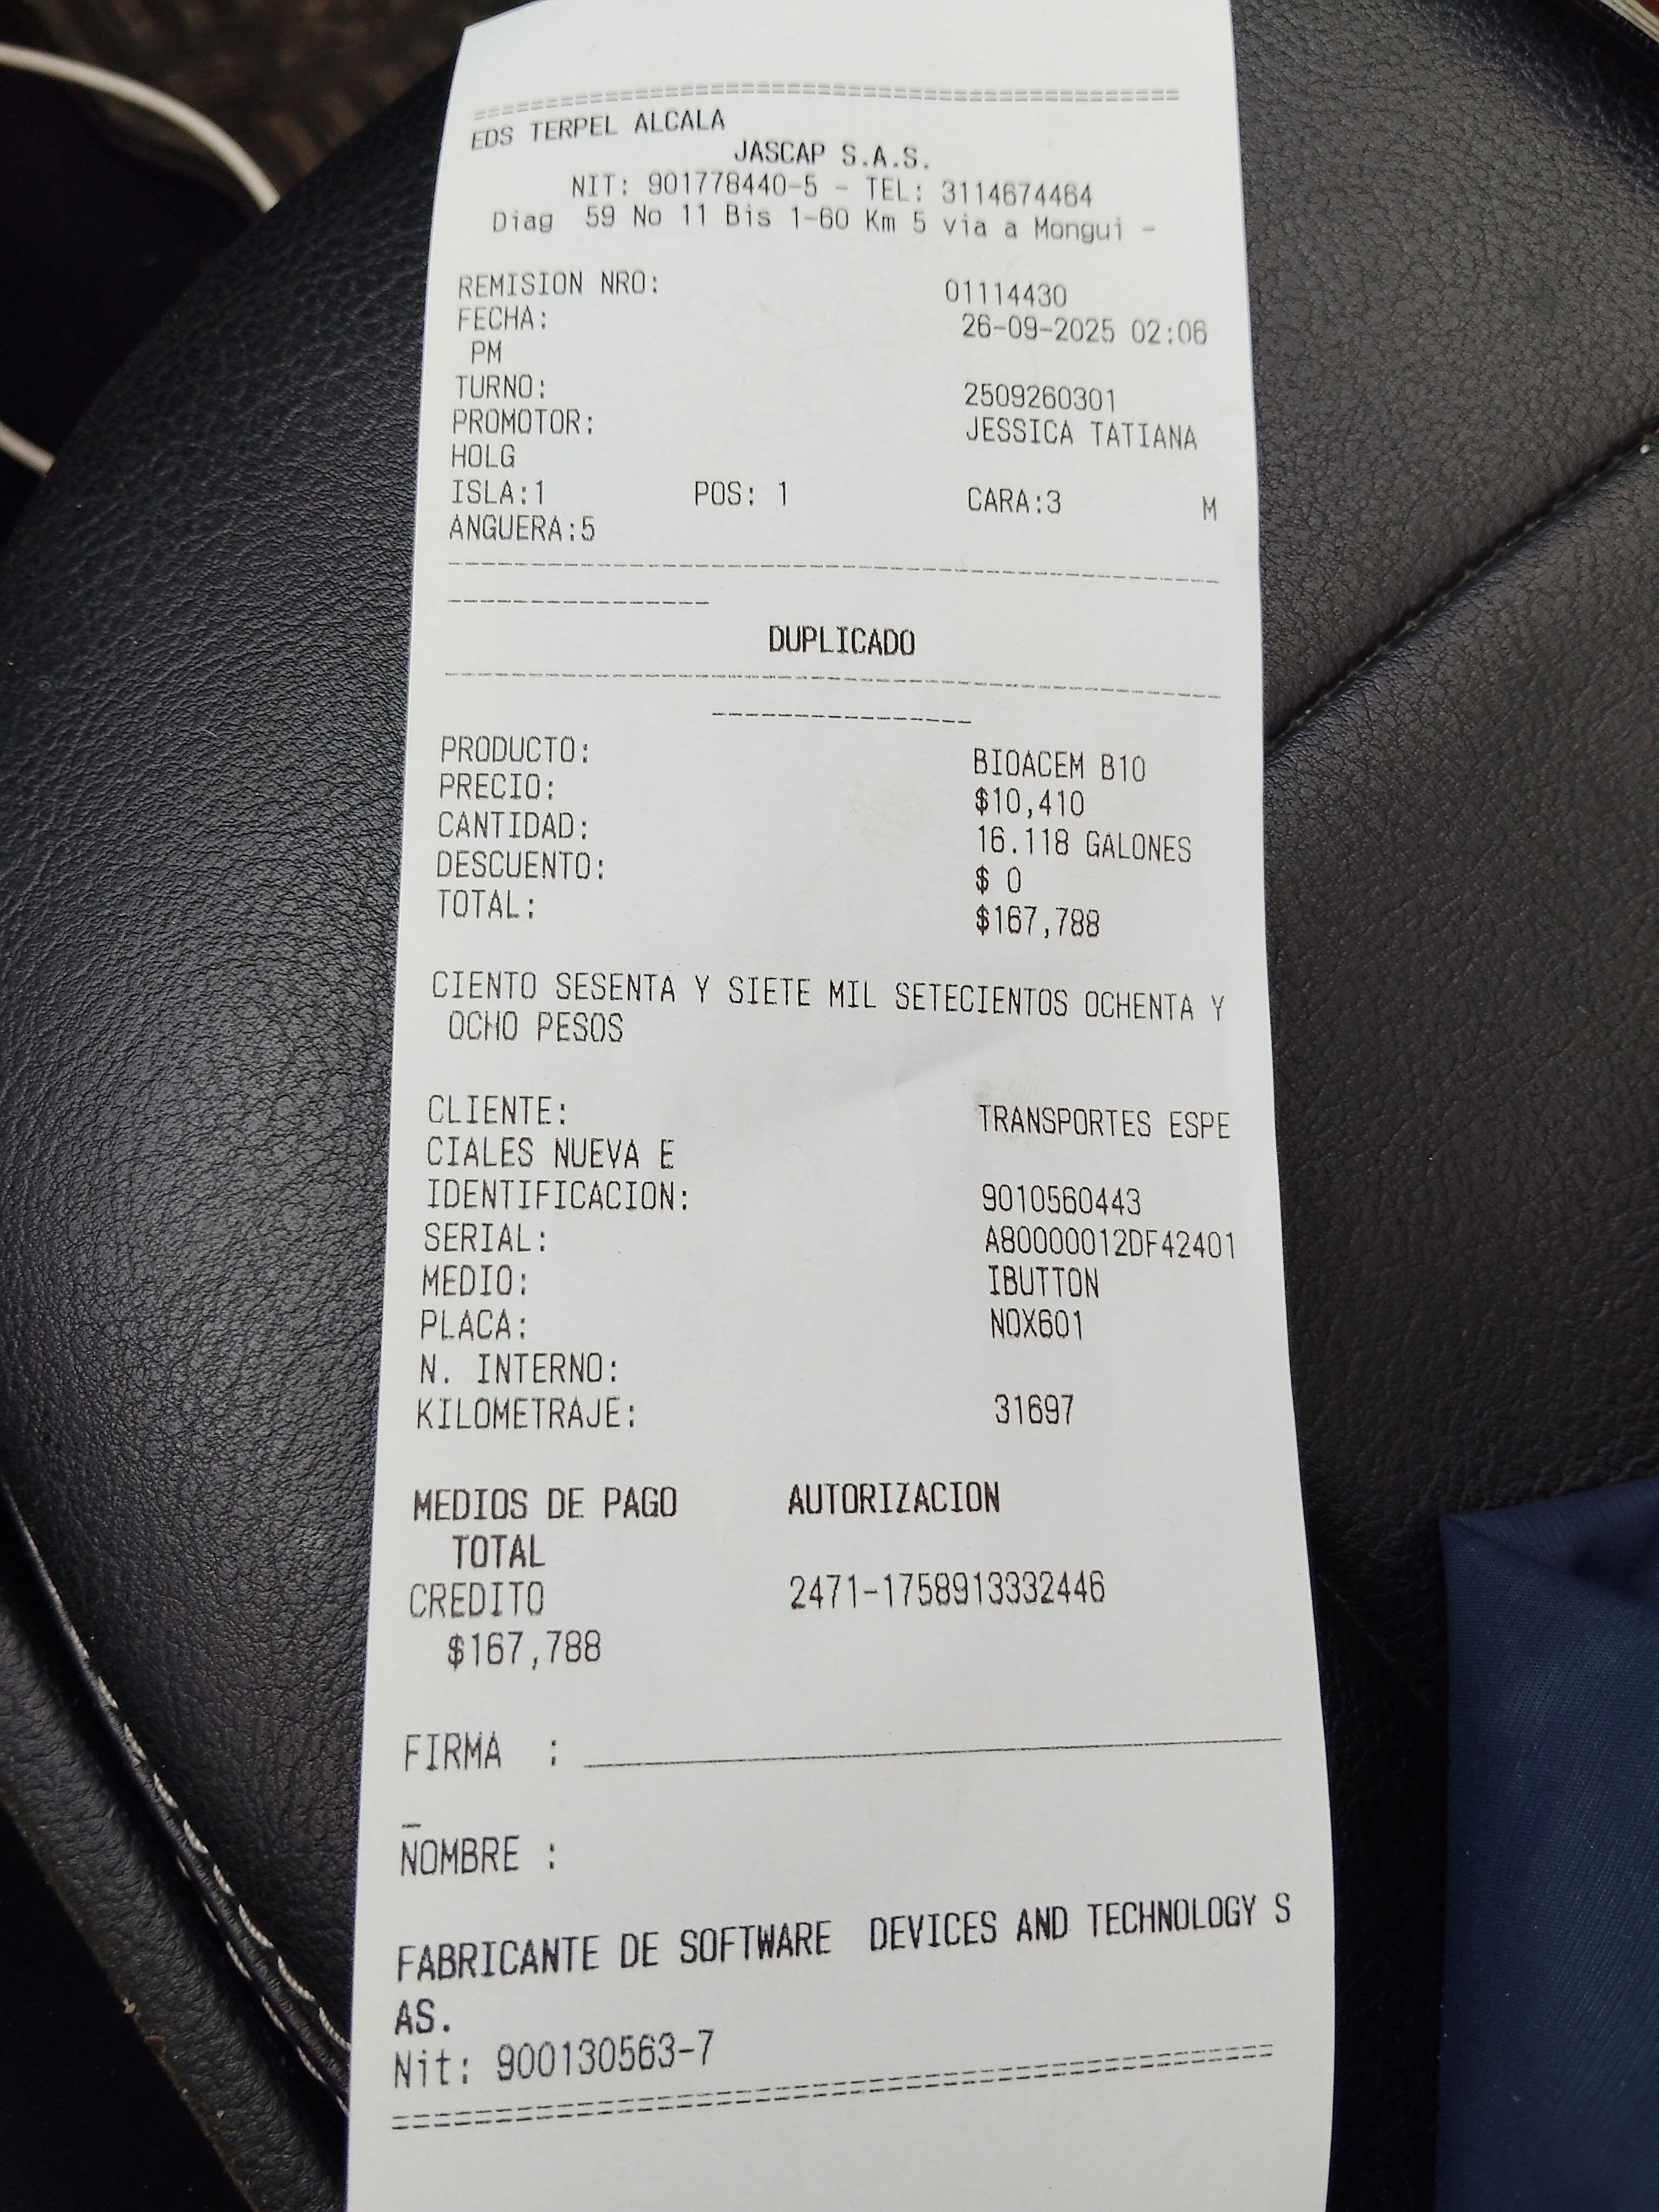 ================================================
EDS TERPEL ALCALA
JASCAP S.A.S.
NIT: 901778440-5 - TEL: 3114674464
Diag  59 No 11 Bis 1-60 Km 5 via a Mongui -
REMISION NRO: 01114430
FECHA: 26-09-2025 02:06
PM
TURNO: 2509260301
PROMOTOR: JESSICA TATIANA
HOLG
ISLA:1 POS: 1 CARA:3 M
ANGUERA:5
DUPLICADO
PRODUCTO: BIOACEM B10
PRECIO: $10,410
CANTIDAD: 16.118 GALONES
DESCUENTO: $ 0
TOTAL: $167,788
CIENTO SESENTA Y SIETE MIL SETECIENTOS OCHENTA Y
OCHO PESOS
CLIENTE: TRANSPORTES ESPE
CIALES NUEVA E
IDENTIFICACION: 9010560443
SERIAL: A80000012DF42401
MEDIO: IBUTTON
PLACA: NOX601
N. INTERNO:
KILOMETRAJE: 31697
MEDIOS DE PAGO AUTORIZACION
TOTAL
CREDITO 2471-1758913332446
$167,788
FIRMA : ______________________
_
NOMBRE :
FABRICANTE DE SOFTWARE  DEVICES AND TECHNOLOGY S
AS.
Nit: 900130563-7
================================================